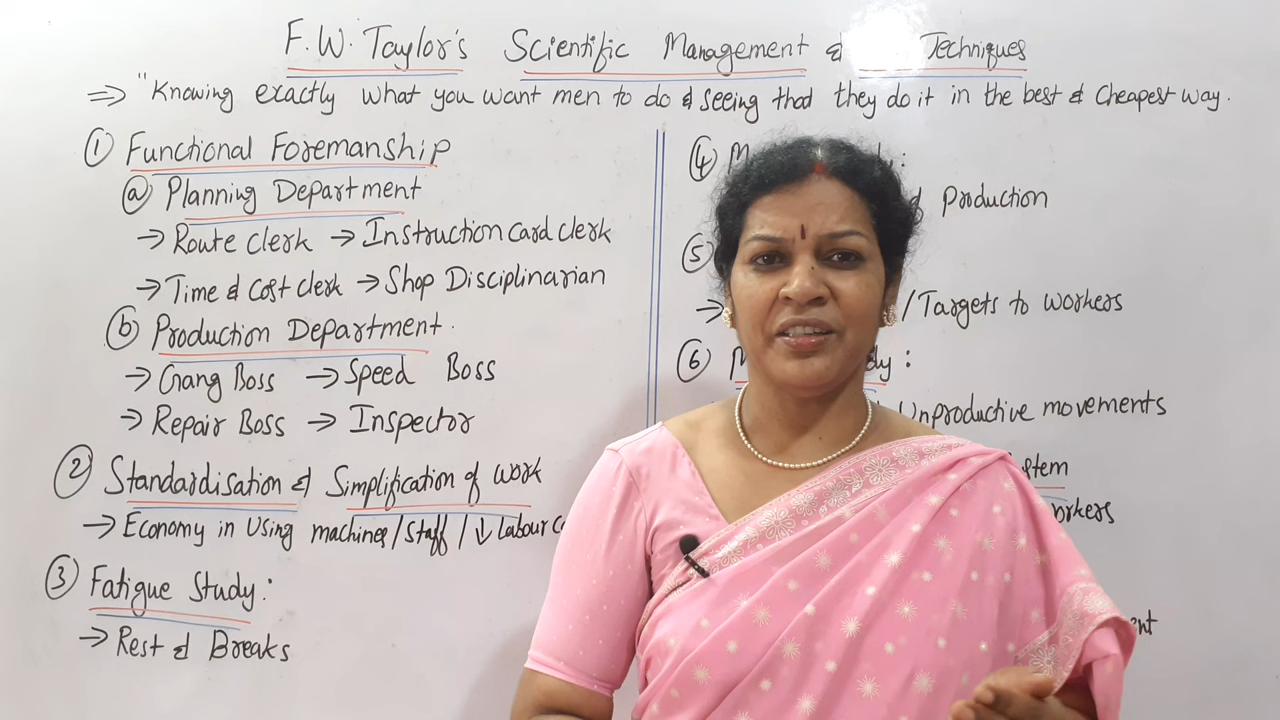 F.W. Taylor's Scientific Management & Techniques
⇒ "Knowing exactly what you want men to do & seeing that they do it in the best & Cheapest way.
① Functional Foremanship
ⓐ Planning Department
→ Route Clerk → Instruction Card Clerk
→ Time & Cost Clerk → Shop Disciplinarian
ⓑ Production Department.
→ Gang Boss → Speed Boss
→ Repair Boss → Inspector
② Standardisation & Simplification of work
→ Economy in Using machines/Staff/↓ Labour
③ Fatigue Study:
→ Rest & Breaks
④
Production
⑤
→ /Targets to workers
⑥ :
Unproductive movements